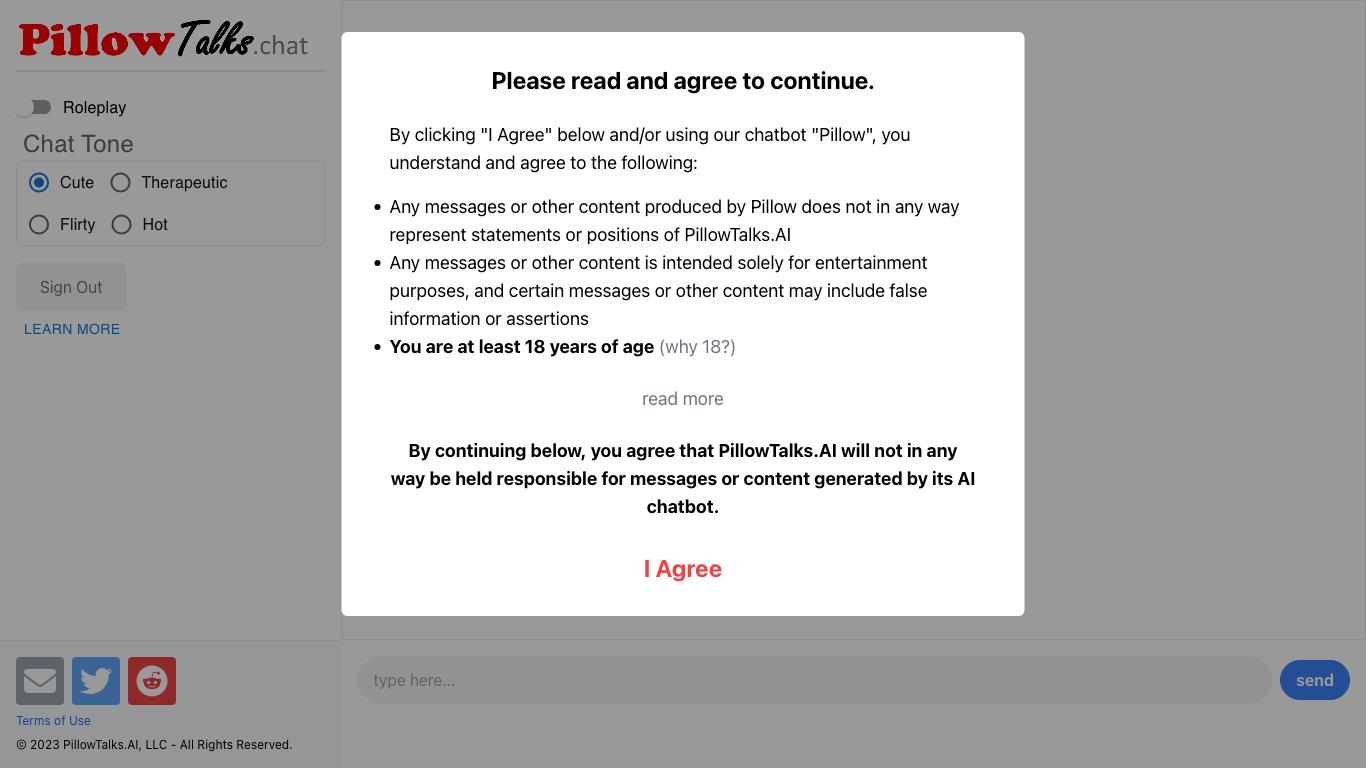 PillowTalks.chat
Roleplay
Chat Tone
Cute Therapeutic
Flirty Hot
Sign Out
LEARN MORE
Please read and agree to continue.
By clicking "I Agree" below and/or using our chatbot "Pillow", you
understand and agree to the following:
• Any messages or other content produced by Pillow does not in any way
represent statements or positions of PillowTalks.AI
• Any messages or other content is intended solely for entertainment
purposes, and certain messages or other content may include false
information or assertions
• You are at least 18 years of age (why 18?)
read more
By continuing below, you agree that PillowTalks.AI will not in any
way be held responsible for messages or content generated by its AI
chatbot.
I Agree
type here...
send
Terms of Use
© 2023 PillowTalks.AI, LLC - All Rights Reserved.